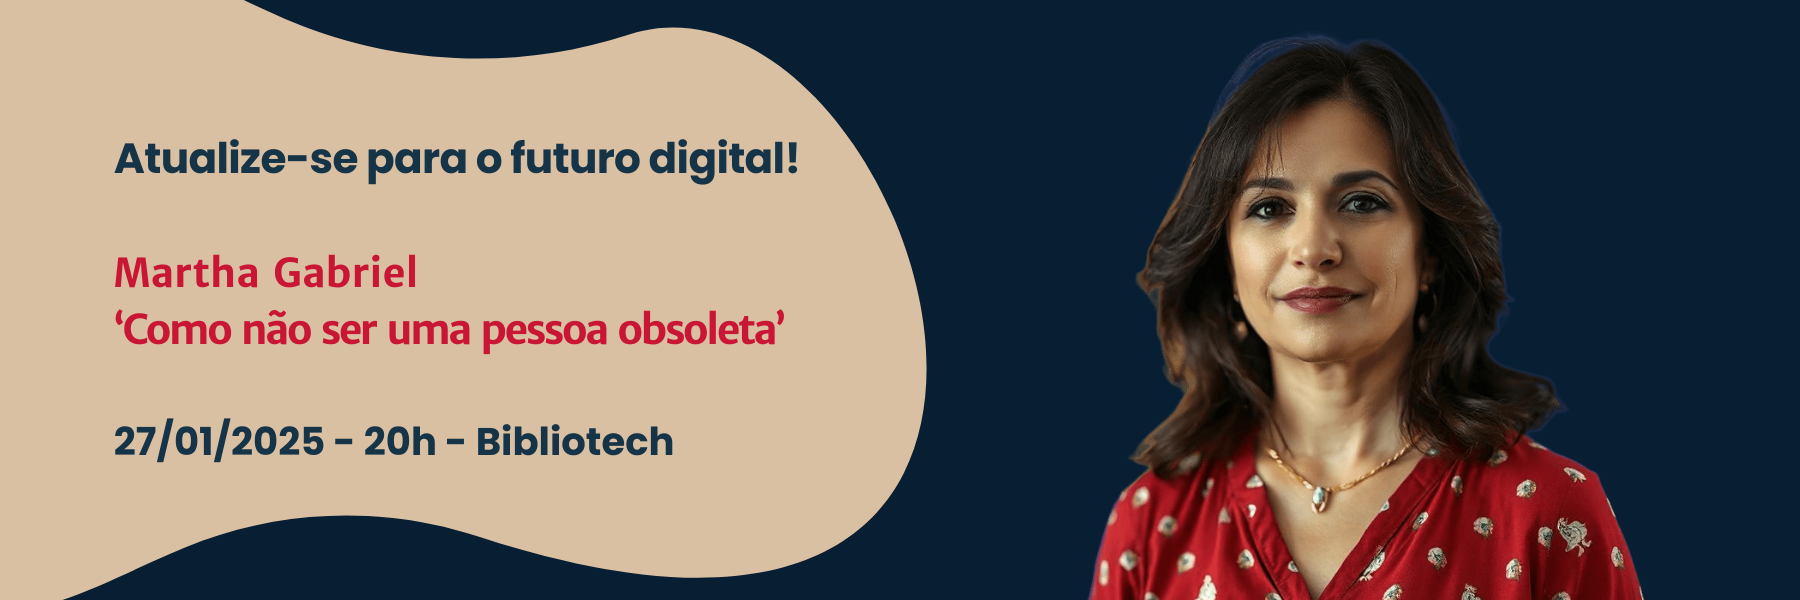 Atualize-se para o futuro digital!
Martha Gabriel
‘Como não ser uma pessoa obsoleta’
27/01/2025 - 20h - Bibliotech